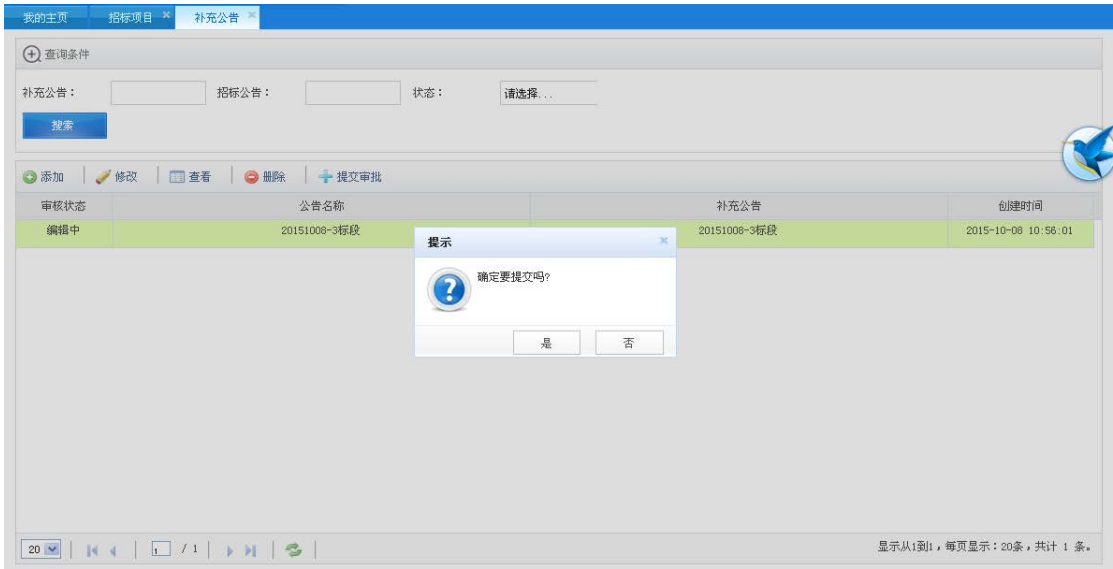 我的主页 招标项目 补充公告
查询条件
补充公告： 招标公告： 状态： 请选择...
搜索
添加 修改 查看 删除 提交审批
审核状态 公告名称 补充公告 创建时间
编辑中 20151008-3标段 20151008-3标段 2015-10-08 10:56:01
提示
确定要提交吗?
是 否
20 1 / 1 显示从1到1，每页显示：20条，共计 1 条。